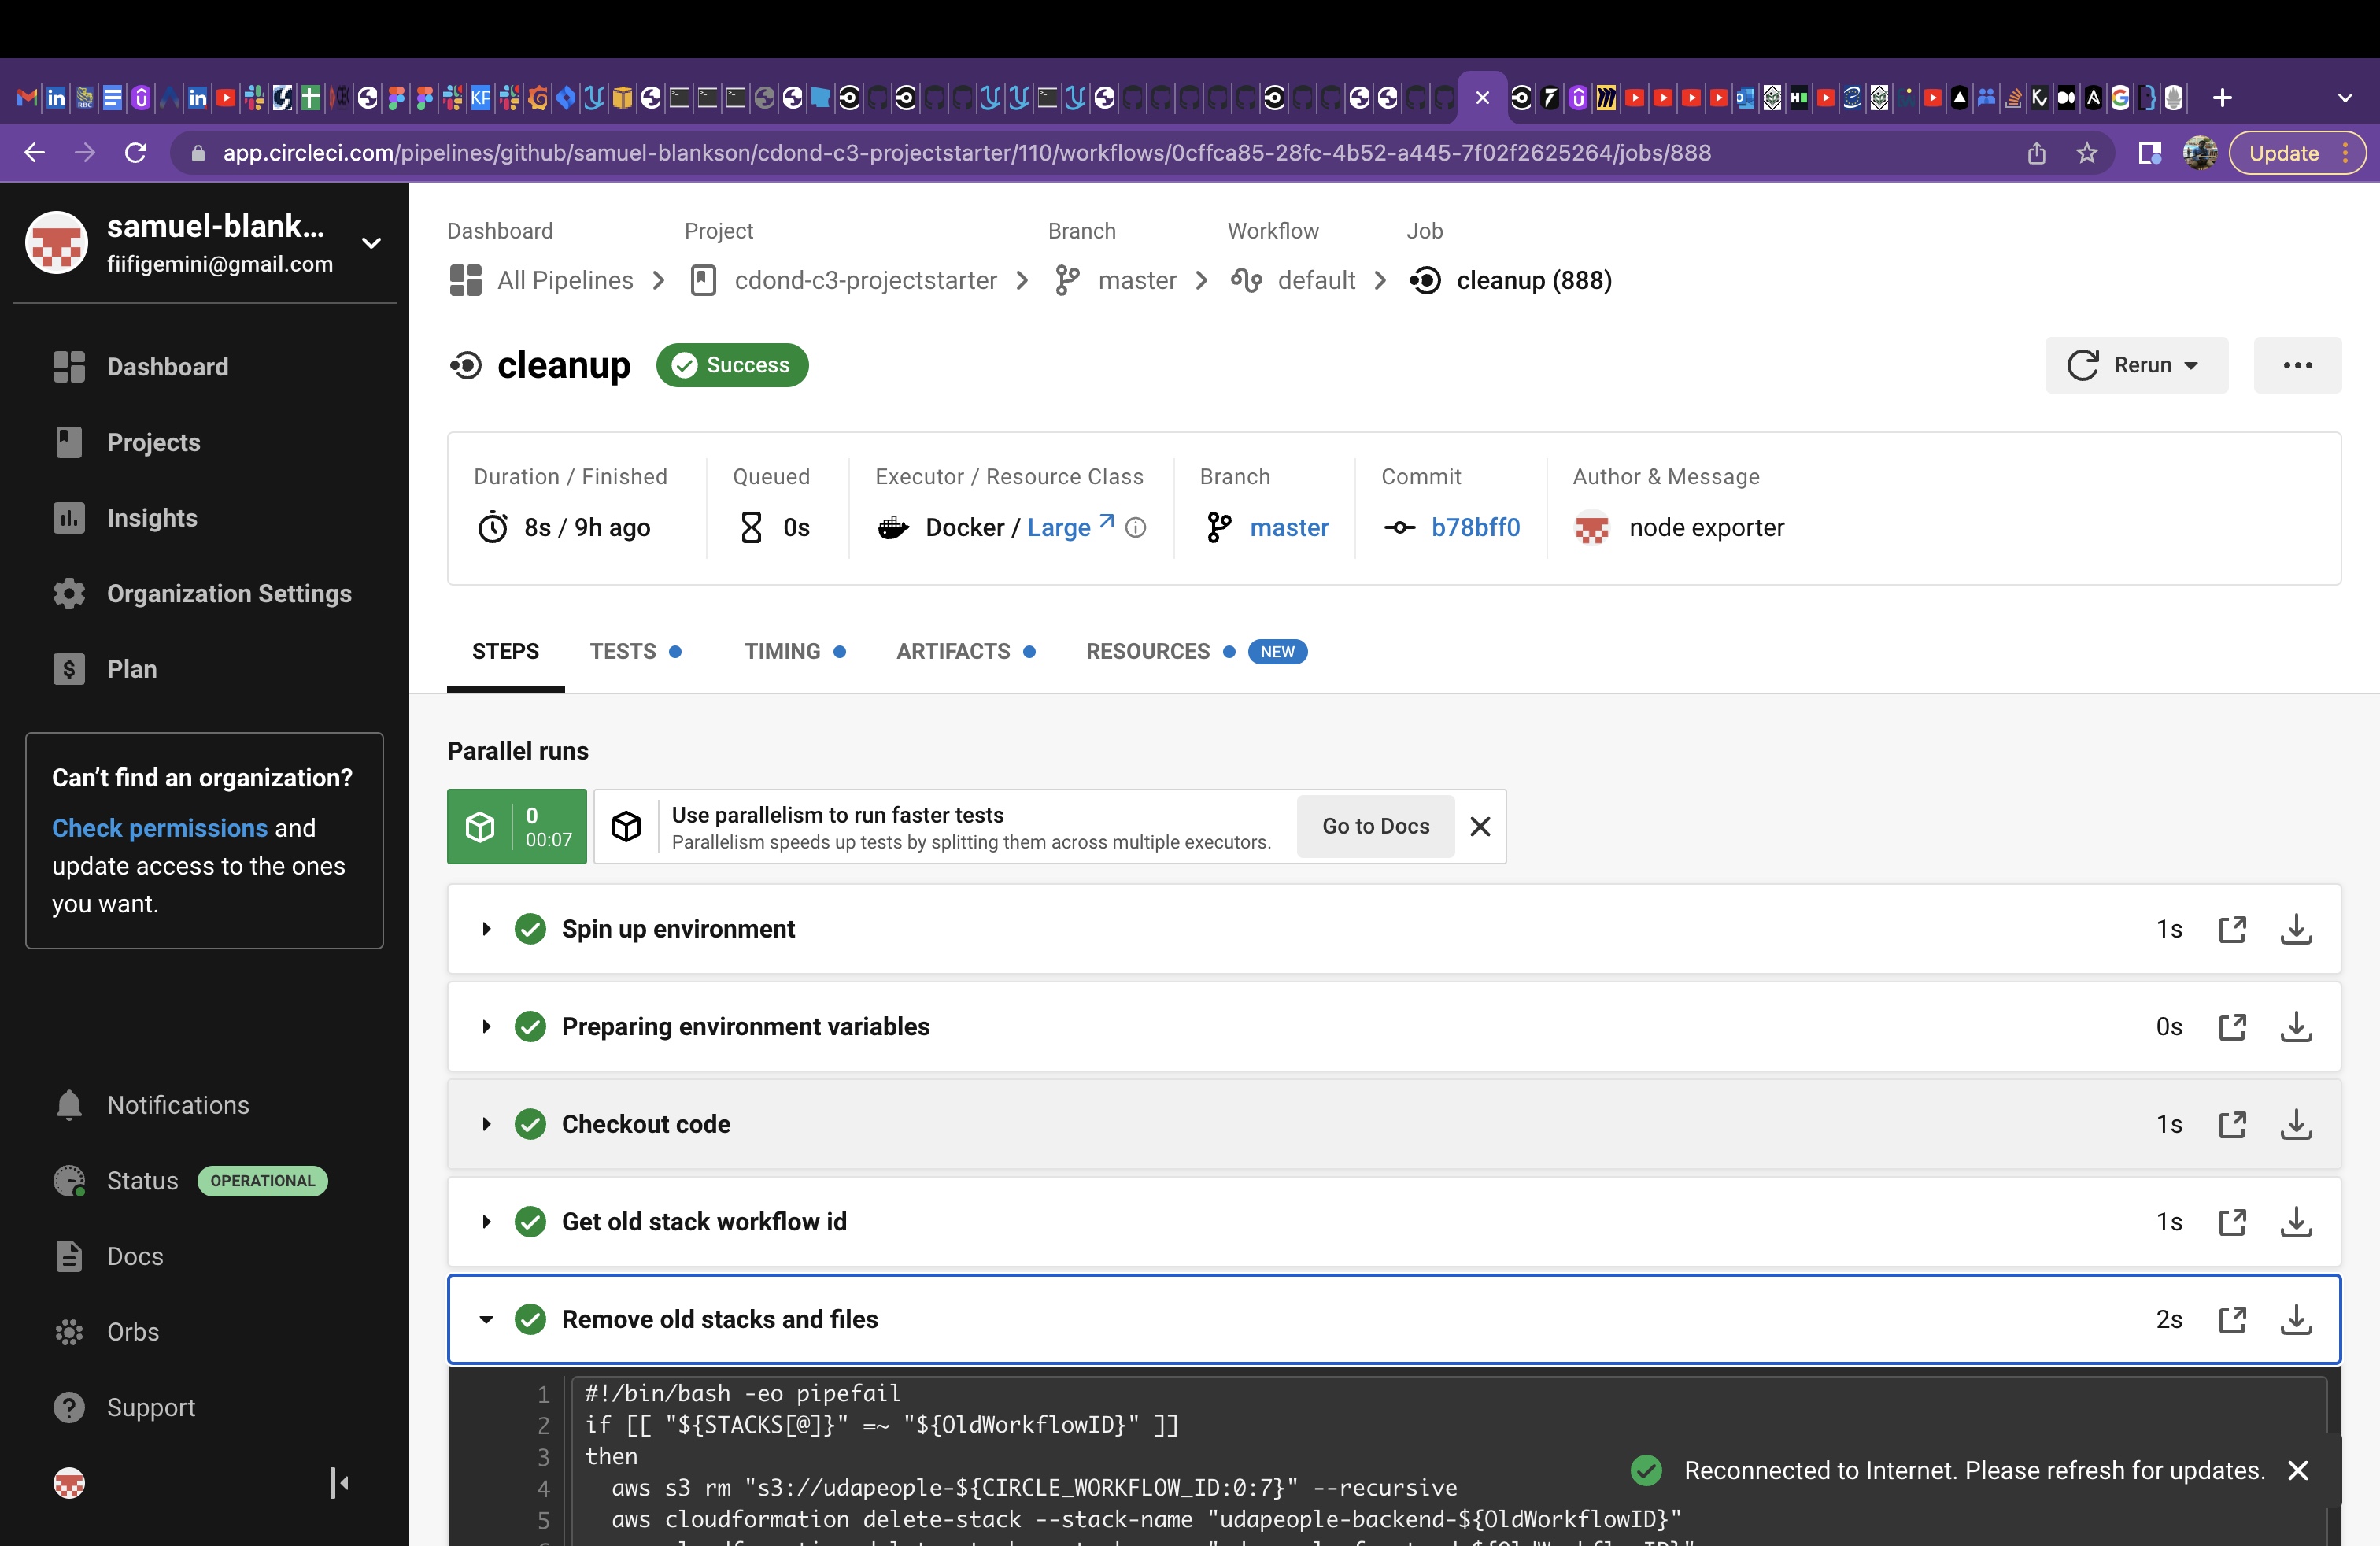 app.circleci.com/pipelines/github/samuel-blankson/cdond-c3-projectstarter/110/workflows/0cffca85-28fc-4b52-a445-7f02f2625264/jobs/888
Update
samuel-blank...
fiifigemini@gmail.com
Dashboard
Projects
Insights
Organization Settings
Plan
Can’t find an organization?
Check permissions and
update access to the ones
you want.
Notifications
Status OPERATIONAL
Docs
Orbs
Support
Dashboard Project Branch Workflow Job
All Pipelines cdond-c3-projectstarter master default cleanup (888)
cleanup Success
Rerun
Duration / Finished Queued Executor / Resource Class Branch Commit Author & Message
8s / 9h ago 0s Docker / Large master b78bff0 node exporter
STEPS TESTS TIMING ARTIFACTS RESOURCES NEW
Parallel runs
0
00:07
Use parallelism to run faster tests
Parallelism speeds up tests by splitting them across multiple executors.
Go to Docs
Spin up environment 1s
Preparing environment variables 0s
Checkout code 1s
Get old stack workflow id 1s
Remove old stacks and files 2s
1 #!/bin/bash -eo pipefail
2 if [[ "${STACKS[@]}" =~ "${OldWorkflowID}" ]]
3 then
4 aws s3 rm "s3://udapeople-${CIRCLE_WORKFLOW_ID:0:7}" --recursive
5 aws cloudformation delete-stack --stack-name "udapeople-backend-${OldWorkflowID}"
Reconnected to Internet. Please refresh for updates.